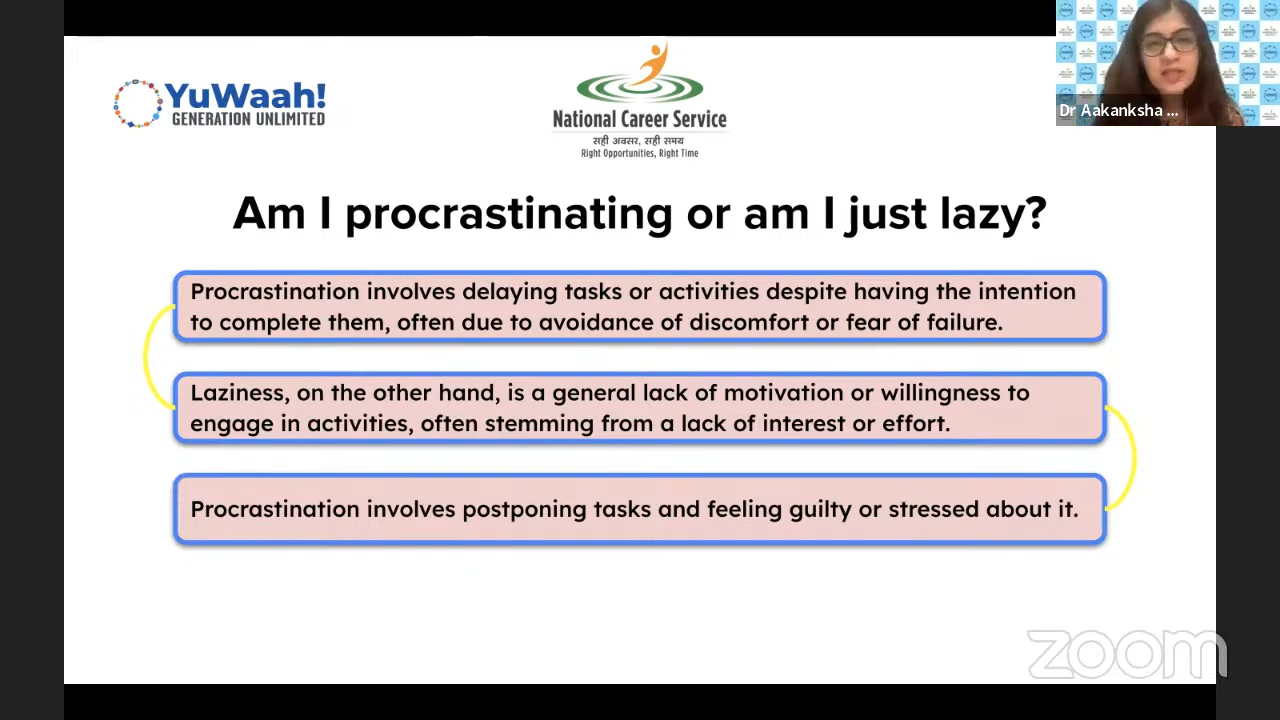 YuWaah!
GENERATION UNLIMITED
National Career Service
सही अवसर, सही समय
Right Opportunities, Right Time
Dr Aakanksha ...
Am I procrastinating or am I just lazy?
Procrastination involves delaying tasks or activities despite having the intention
to complete them, often due to avoidance of discomfort or fear of failure.
Laziness, on the other hand, is a general lack of motivation or willingness to
engage in activities, often stemming from a lack of interest or effort.
Procrastination involves postponing tasks and feeling guilty or stressed about it.
zoom